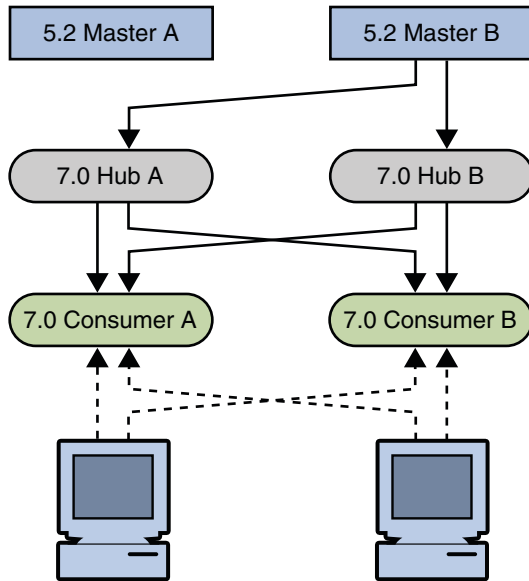 5.2 Master A
5.2 Master B
7.0 Hub A
7.0 Hub B
7.0 Consumer A
7.0 Consumer B